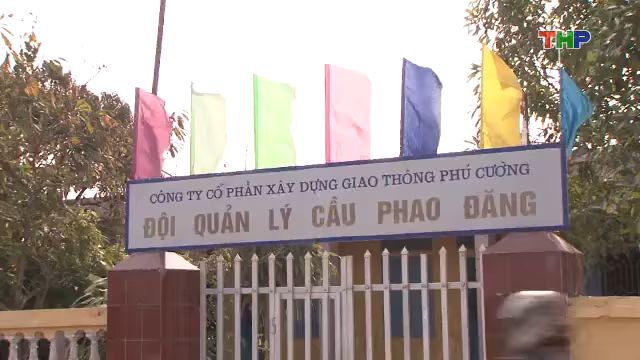 THP
CÔNG TY CỔ PHẦN XÂY DỰNG GIAO THÔNG PHÚ CƯỜNG
ĐỘI QUẢN LÝ CẦU PHAO ĐĂNG